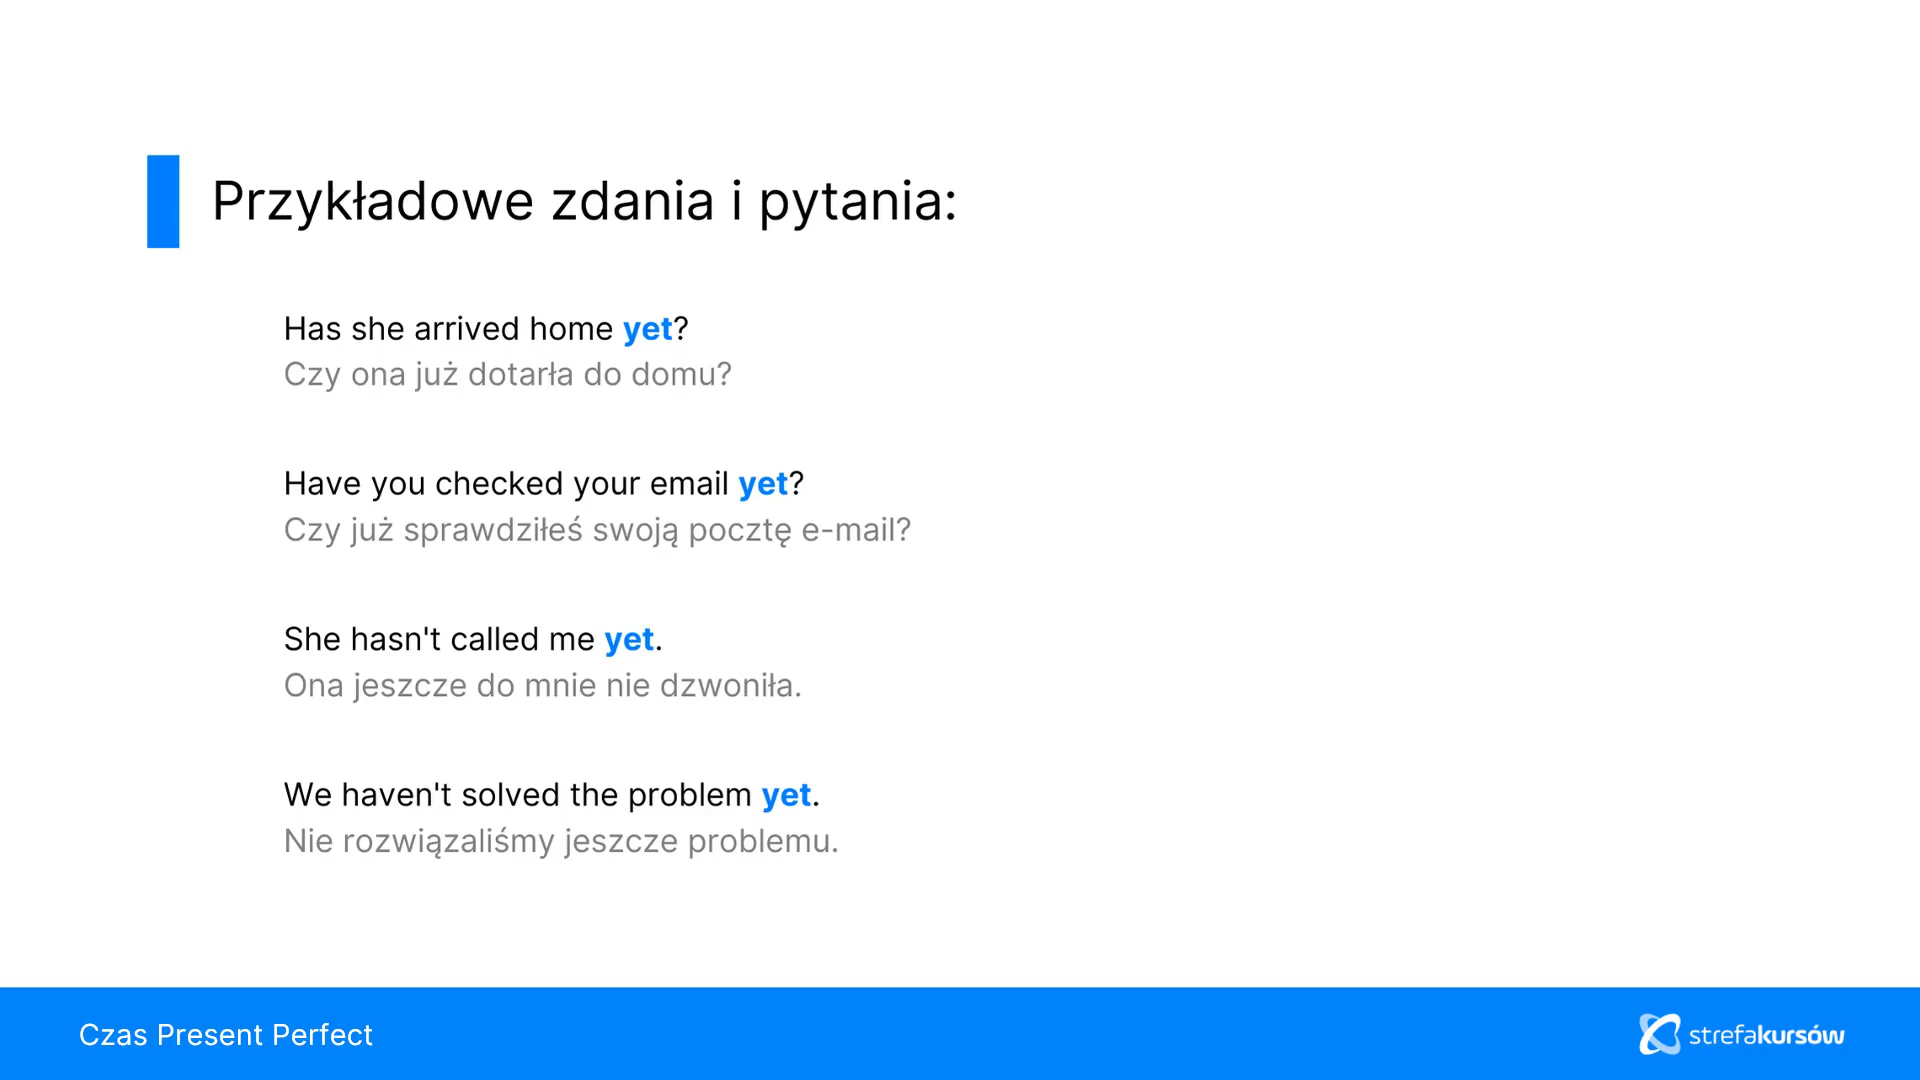 Przykładowe zdania i pytania:
Has she arrived home yet?
Czy ona już dotarła do domu?
Have you checked your email yet?
Czy już sprawdziłeś swoją pocztę e-mail?
She hasn't called me yet.
Ona jeszcze do mnie nie dzwoniła.
We haven't solved the problem yet.
Nie rozwiązaliśmy jeszcze problemu.
Czas Present Perfect
strefakursów